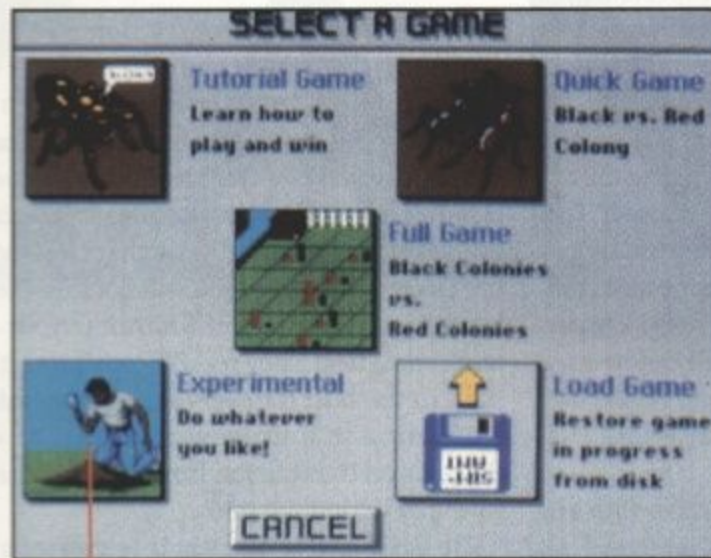 SELECT A GAME
Tutorial Game
Learn how to
play and win
Quick Game
Black vs. Red
Colony
Full Game
Black Colonies
vs.
Red Colonies
Experimental
Do whatever
you like!
Load Game
Restore game
in progress
from disk
CANCEL